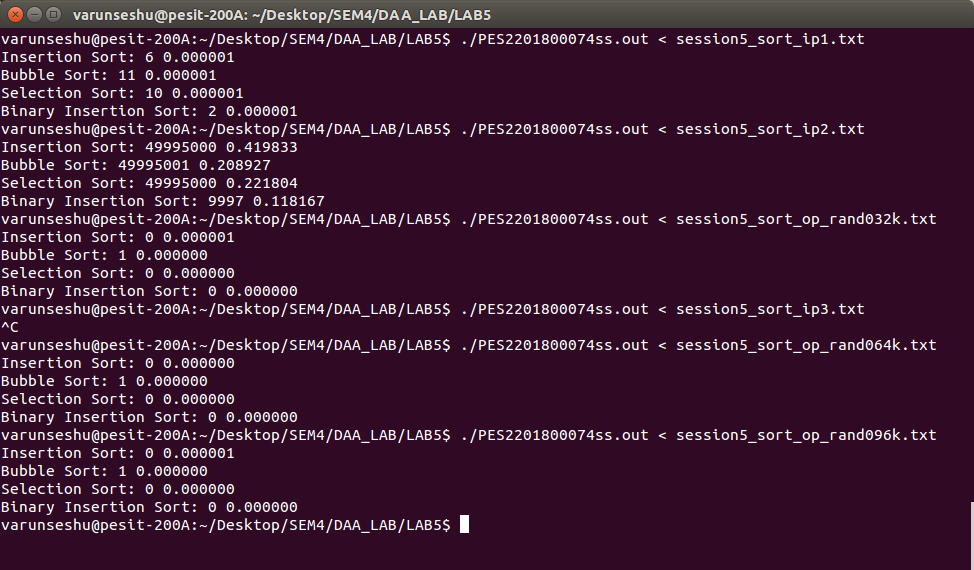 varunseshu@pesit-200A: ~/Desktop/SEM4/DAA_LAB/LAB5
varunseshu@pesit-200A:~/Desktop/SEM4/DAA_LAB/LAB5$ ./PES2201800074ss.out < session5_sort_ip1.txt
Insertion Sort: 6 0.000001
Bubble Sort: 11 0.000001
Selection Sort: 10 0.000001
Binary Insertion Sort: 2 0.000001
varunseshu@pesit-200A:~/Desktop/SEM4/DAA_LAB/LAB5$ ./PES2201800074ss.out < session5_sort_ip2.txt
Insertion Sort: 49995000 0.419833
Bubble Sort: 49995001 0.208927
Selection Sort: 49995000 0.221804
Binary Insertion Sort: 9997 0.118167
varunseshu@pesit-200A:~/Desktop/SEM4/DAA_LAB/LAB5$ ./PES2201800074ss.out < session5_sort_op_rand032k.txt
Insertion Sort: 0 0.000001
Bubble Sort: 1 0.000000
Selection Sort: 0 0.000000
Binary Insertion Sort: 0 0.000000
varunseshu@pesit-200A:~/Desktop/SEM4/DAA_LAB/LAB5$ ./PES2201800074ss.out < session5_sort_ip3.txt
^C
varunseshu@pesit-200A:~/Desktop/SEM4/DAA_LAB/LAB5$ ./PES2201800074ss.out < session5_sort_op_rand064k.txt
Insertion Sort: 0 0.000000
Bubble Sort: 1 0.000000
Selection Sort: 0 0.000000
Binary Insertion Sort: 0 0.000000
varunseshu@pesit-200A:~/Desktop/SEM4/DAA_LAB/LAB5$ ./PES2201800074ss.out < session5_sort_op_rand096k.txt
Insertion Sort: 0 0.000001
Bubble Sort: 1 0.000000
Selection Sort: 0 0.000000
Binary Insertion Sort: 0 0.000000
varunseshu@pesit-200A:~/Desktop/SEM4/DAA_LAB/LAB5$